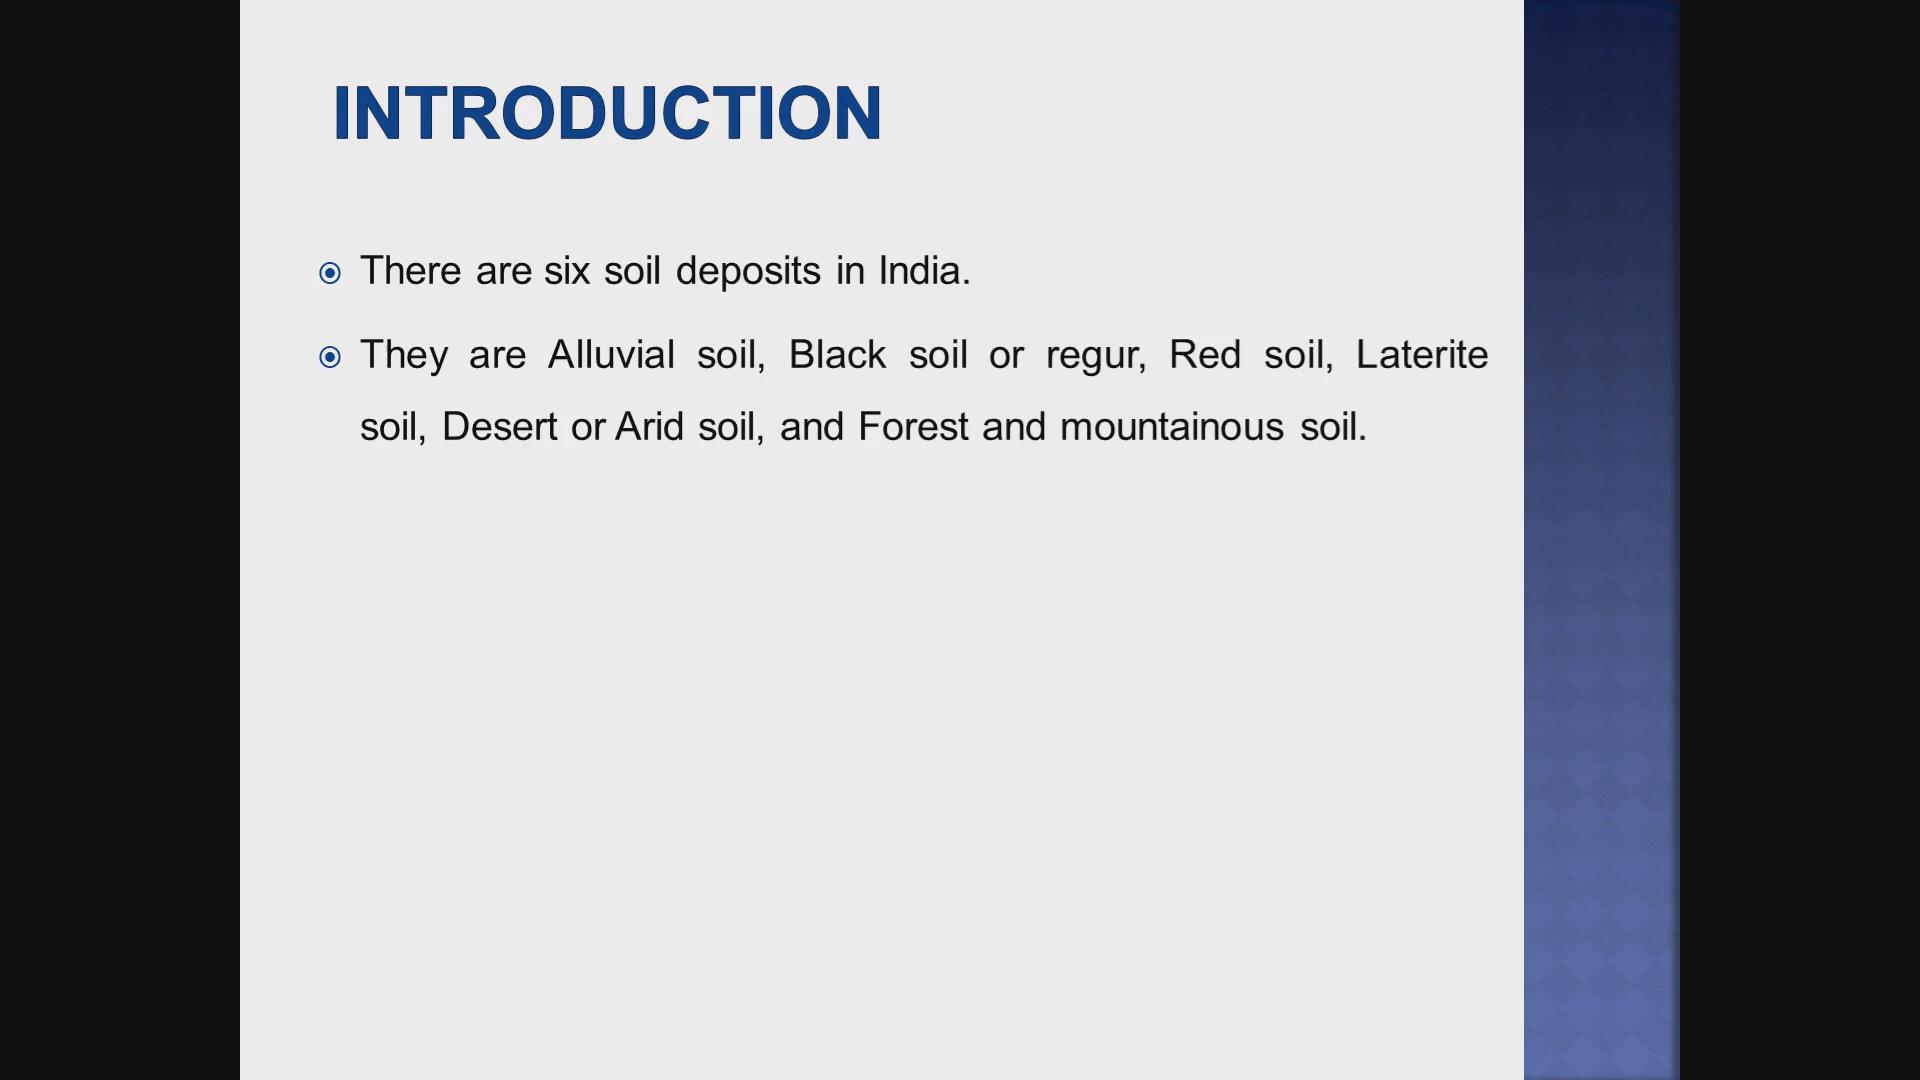 INTRODUCTION
There are six soil deposits in India.
They are Alluvial soil, Black soil or regur, Red soil, Laterite
soil, Desert or Arid soil, and Forest and mountainous soil.